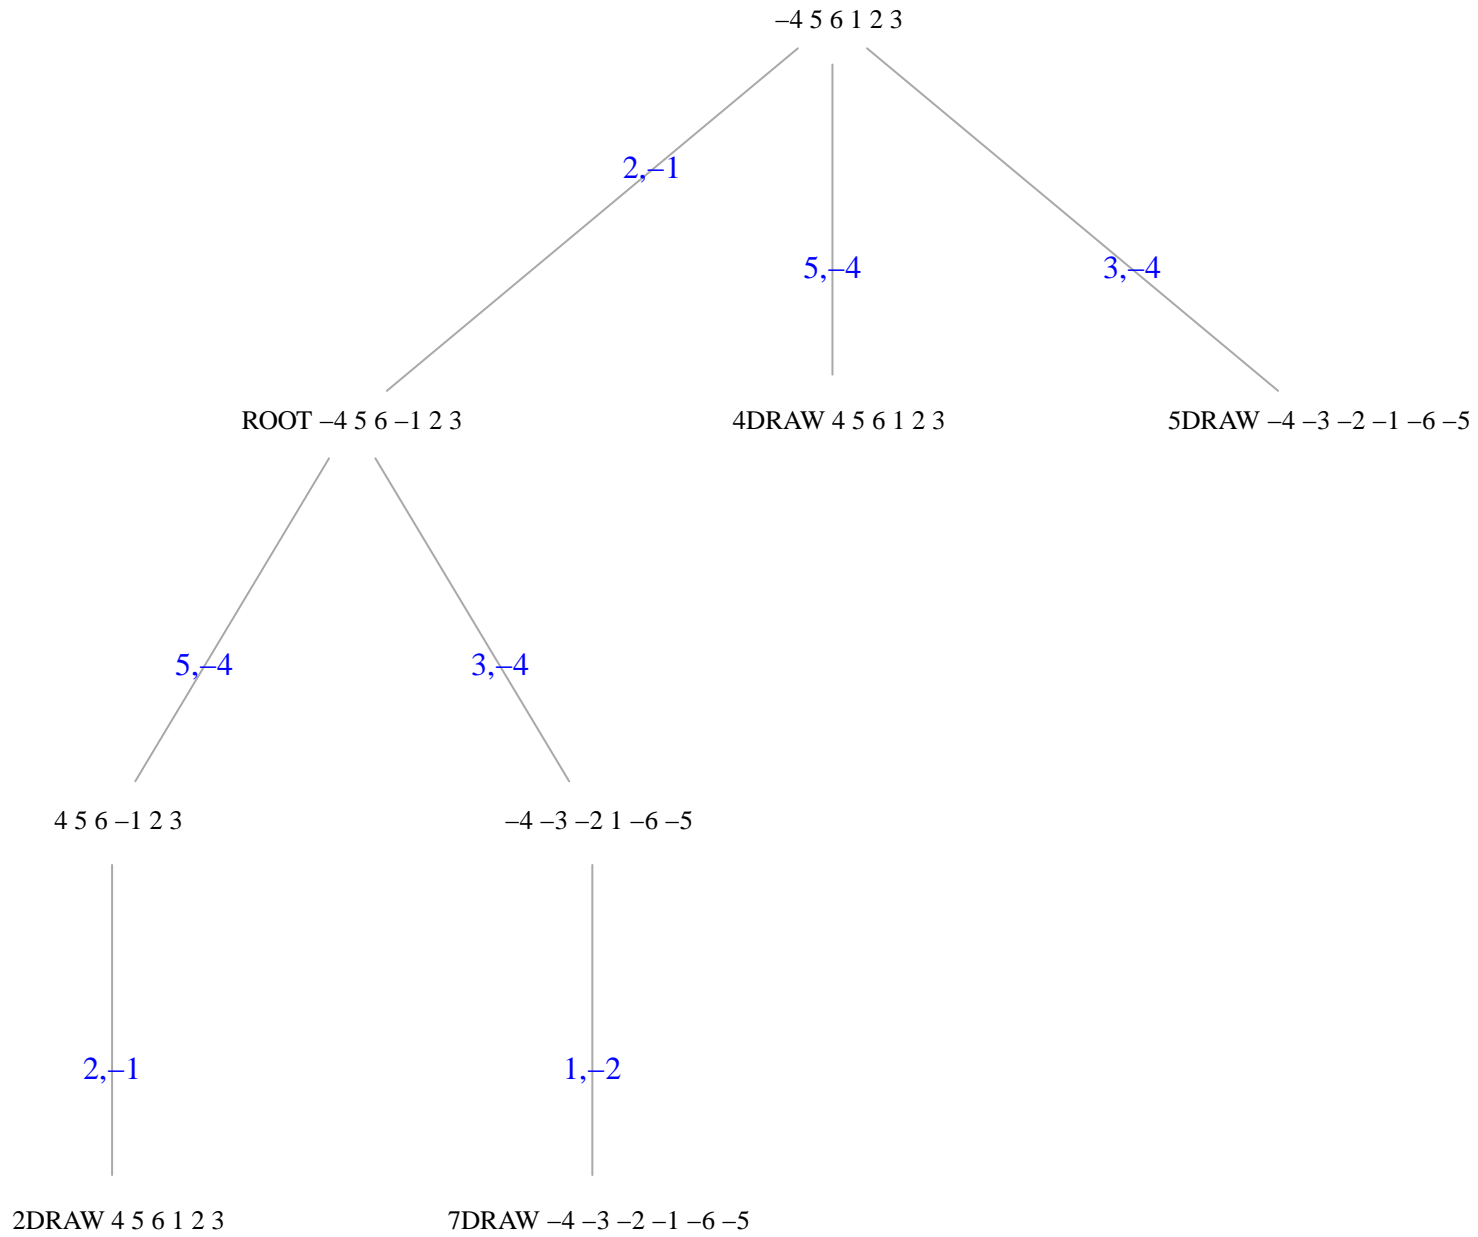 –4 5 6 1 2 3
2,–1
5,–4
3,–4
ROOT –4 5 6 –1 2 3
4DRAW 4 5 6 1 2 3
5DRAW –4 –3 –2 –1 –6 –5
5,–4
3,–4
4 5 6 –1 2 3
–4 –3 –2 1 –6 –5
2,–1
1,–2
2DRAW 4 5 6 1 2 3
7DRAW –4 –3 –2 –1 –6 –5